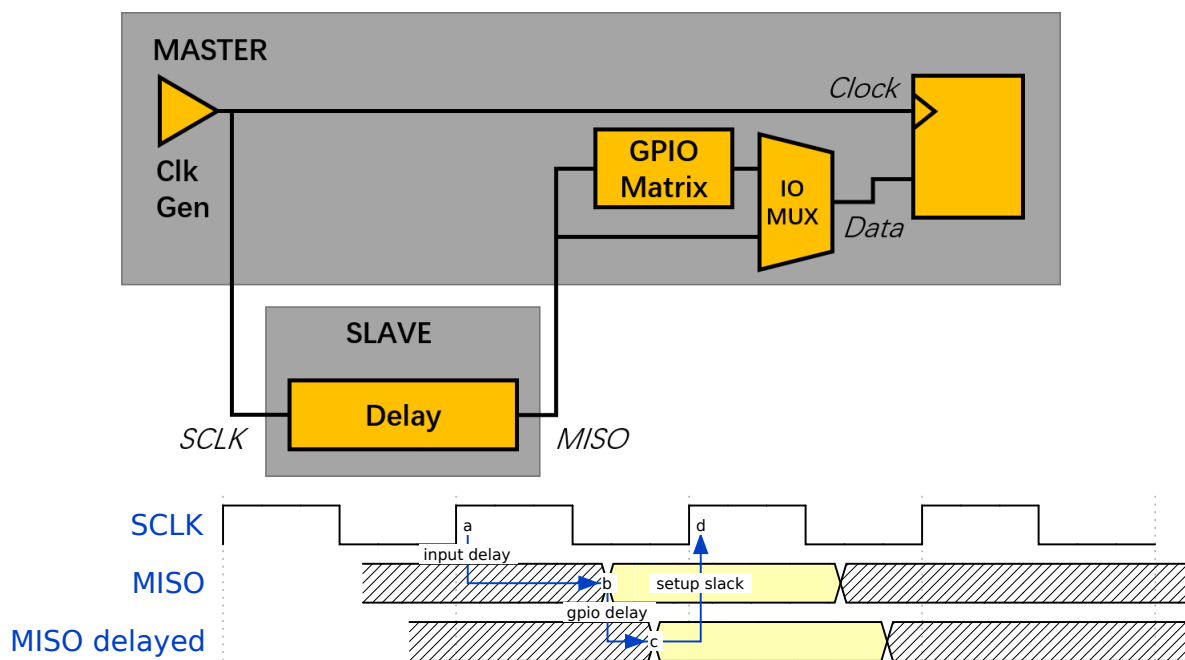 MASTER
Clock
Clk
Gen
GPIO
Matrix
IO
MUX
Data
SLAVE
Delay
SCLK
MISO
SCLK
a
d
input delay
MISO
b
setup slack
gpio delay
MISO delayed
c